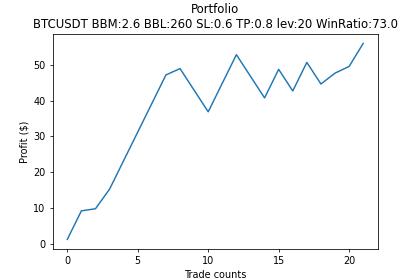 Portfolio
BTCUSDT BBM:2.6 BBL:260 SL:0.6 TP:0.8 lev:20 WinRatio:73.0
50
40
30
20
10
0
Profit ($)
0 5 10 15 20
Trade counts